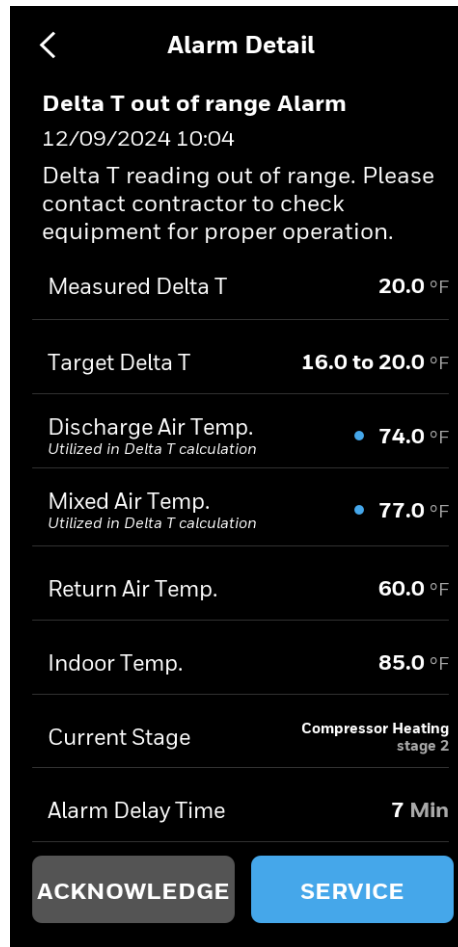 Alarm Detail
Delta T out of range Alarm
12/09/2024 10:04
Delta T reading out of range. Please
contact contractor to check
equipment for proper operation.
Measured Delta T 20.0 °F
Target Delta T 16.0 to 20.0 °F
Discharge Air Temp. 74.0 °F
Utilized in Delta T calculation
Mixed Air Temp. 77.0 °F
Utilized in Delta T calculation
Return Air Temp. 60.0 °F
Indoor Temp. 85.0 °F
Current Stage Compressor Heating
stage 2
Alarm Delay Time 7 Min
ACKNOWLEDGE SERVICE